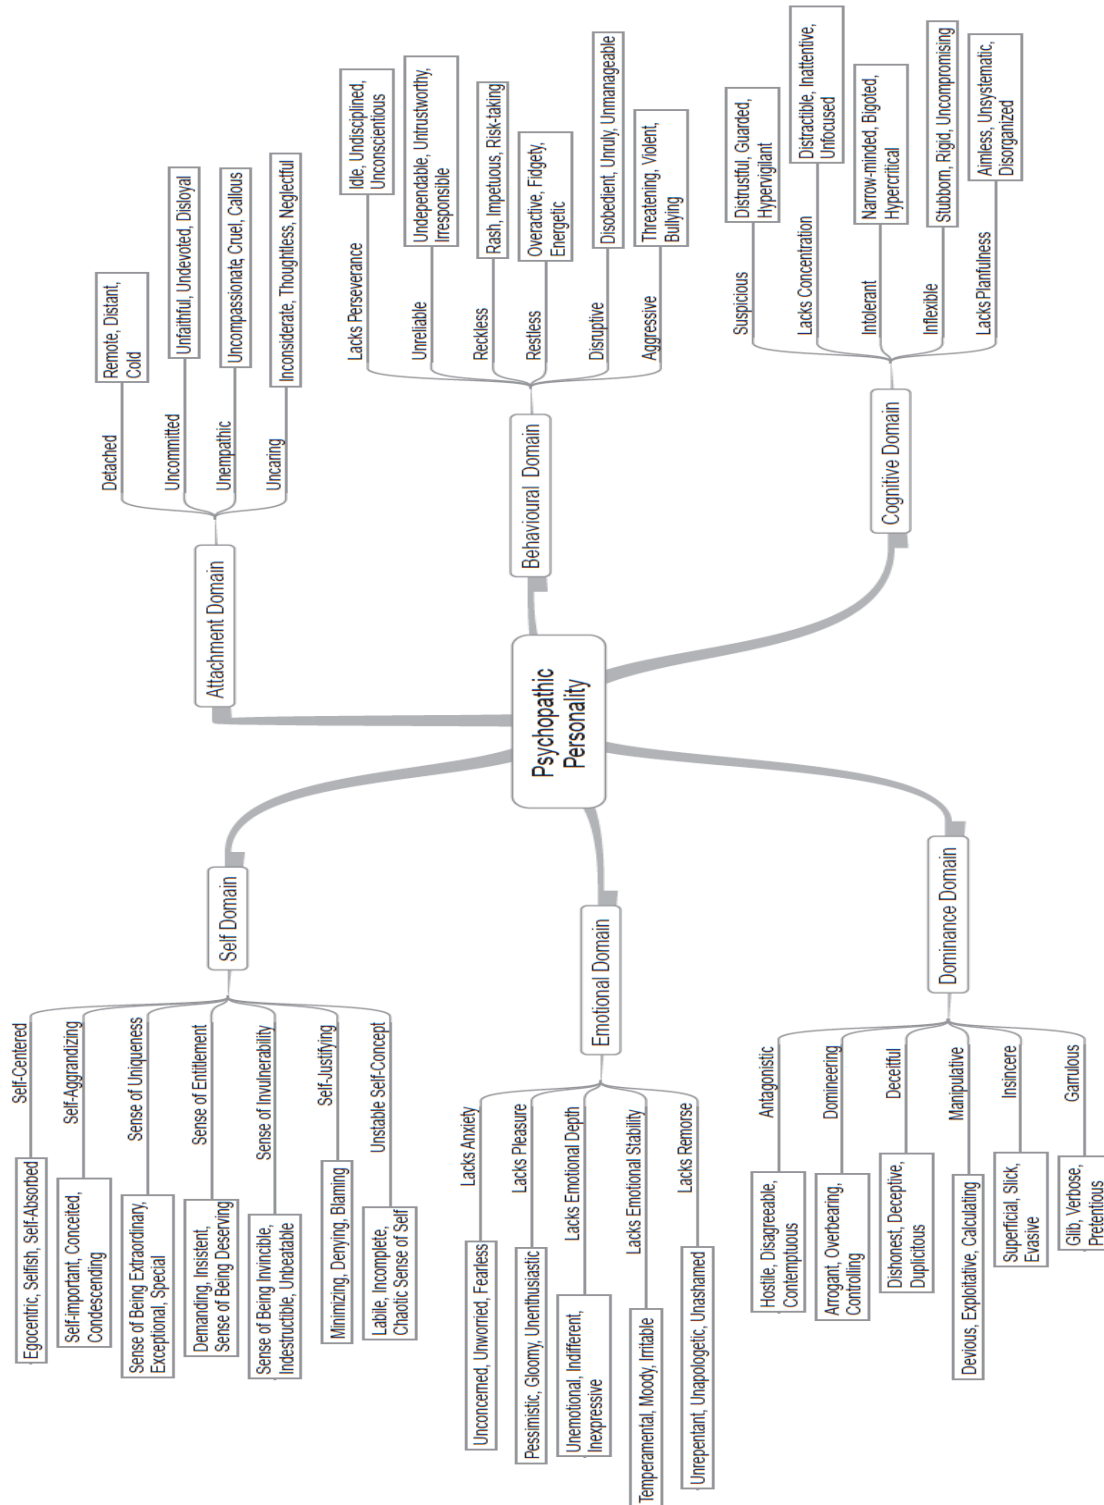 Psychopathic
Personality
Self Domain
Self-Centered
Egocentric, Selfish, Self-Absorbed
Self-Aggrandizing
Self-important, Conceited,
Condescending
Sense of Uniqueness
Sense of Being Extraordinary,
Exceptional, Special
Sense of Entitlement
Demanding, Insistent,
Sense of Being Deserving
Sense of Invulnerability
Sense of Being Invincible,
Indestructible, Unbeatable
Self-Justifying
Minimizing, Denying, Blaming
Unstable Self-Concept
Labile, Incomplete,
Chaotic Sense of Self
Emotional Domain
Lacks Anxiety
Unconcerned, Unworried, Fearless
Lacks Pleasure
Pessimistic, Gloomy, Unenthusiastic
Lacks Emotional Depth
Unemotional, Indifferent,
Inexpressive
Lacks Emotional Stability
Temperamental, Moody, Irritable
Lacks Remorse
Unrepentant, Unapologetic, Unashamed
Dominance Domain
Antagonistic
Hostile, Disagreeable,
Contemptuous
Domineering
Arrogant, Overbearing,
Controlling
Deceitful
Dishonest, Deceptive,
Duplicitous
Manipulative
Devious, Exploitative, Calculating
Insincere
Superficial, Slick,
Evasive
Garrulous
Glib, Verbose,
Pretentious
Attachment Domain
Detached
Remote, Distant,
Cold
Uncommitted
Unfaithful, Undevoted, Disloyal
Unempathic
Uncompassionate, Cruel, Callous
Uncaring
Inconsiderate, Thoughtless, Neglectful
Behavioural Domain
Lacks Perseverance
Idle, Undisciplined,
Unconscientious
Unreliable
Undependable, Untrustworthy,
Irresponsible
Reckless
Rash, Impetuous, Risk-taking
Restless
Overactive, Fidgety,
Energetic
Disruptive
Disobedient, Unruly, Unmanageable
Aggressive
Threatening, Violent,
Bullying
Cognitive Domain
Suspicious
Distrustful, Guarded,
Hypervigilant
Lacks Concentration
Distractible, Inattentive,
Unfocused
Intolerant
Narrow-minded, Bigoted,
Hypercritical
Inflexible
Stubborn, Rigid, Uncompromising
Lacks Planfulness
Aimless, Unsystematic,
Disorganized